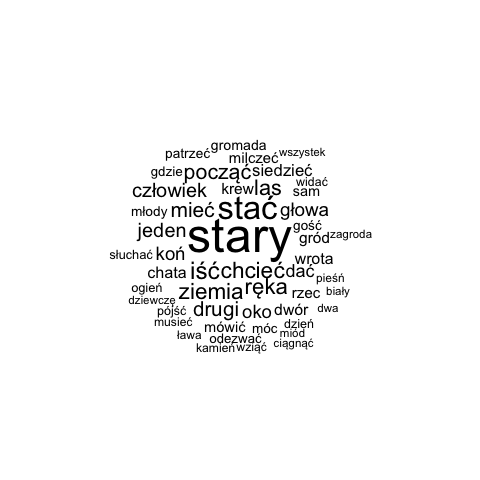 gromada
patrzeć milczeć wszystek
gdzie począć siedzieć
człowiek krew las widać sam
młody mieć stać głowa
jeden stary gość gród zagroda
słuchać koń wrota
chata iść chcieć dać
ogień ziemia ręka rzec pieśń biały
dziewczę drugi oko dwór dwa
pójść
musieć mówić móc dzień
ława odezwać miód
kamień wziąć ciągnąć